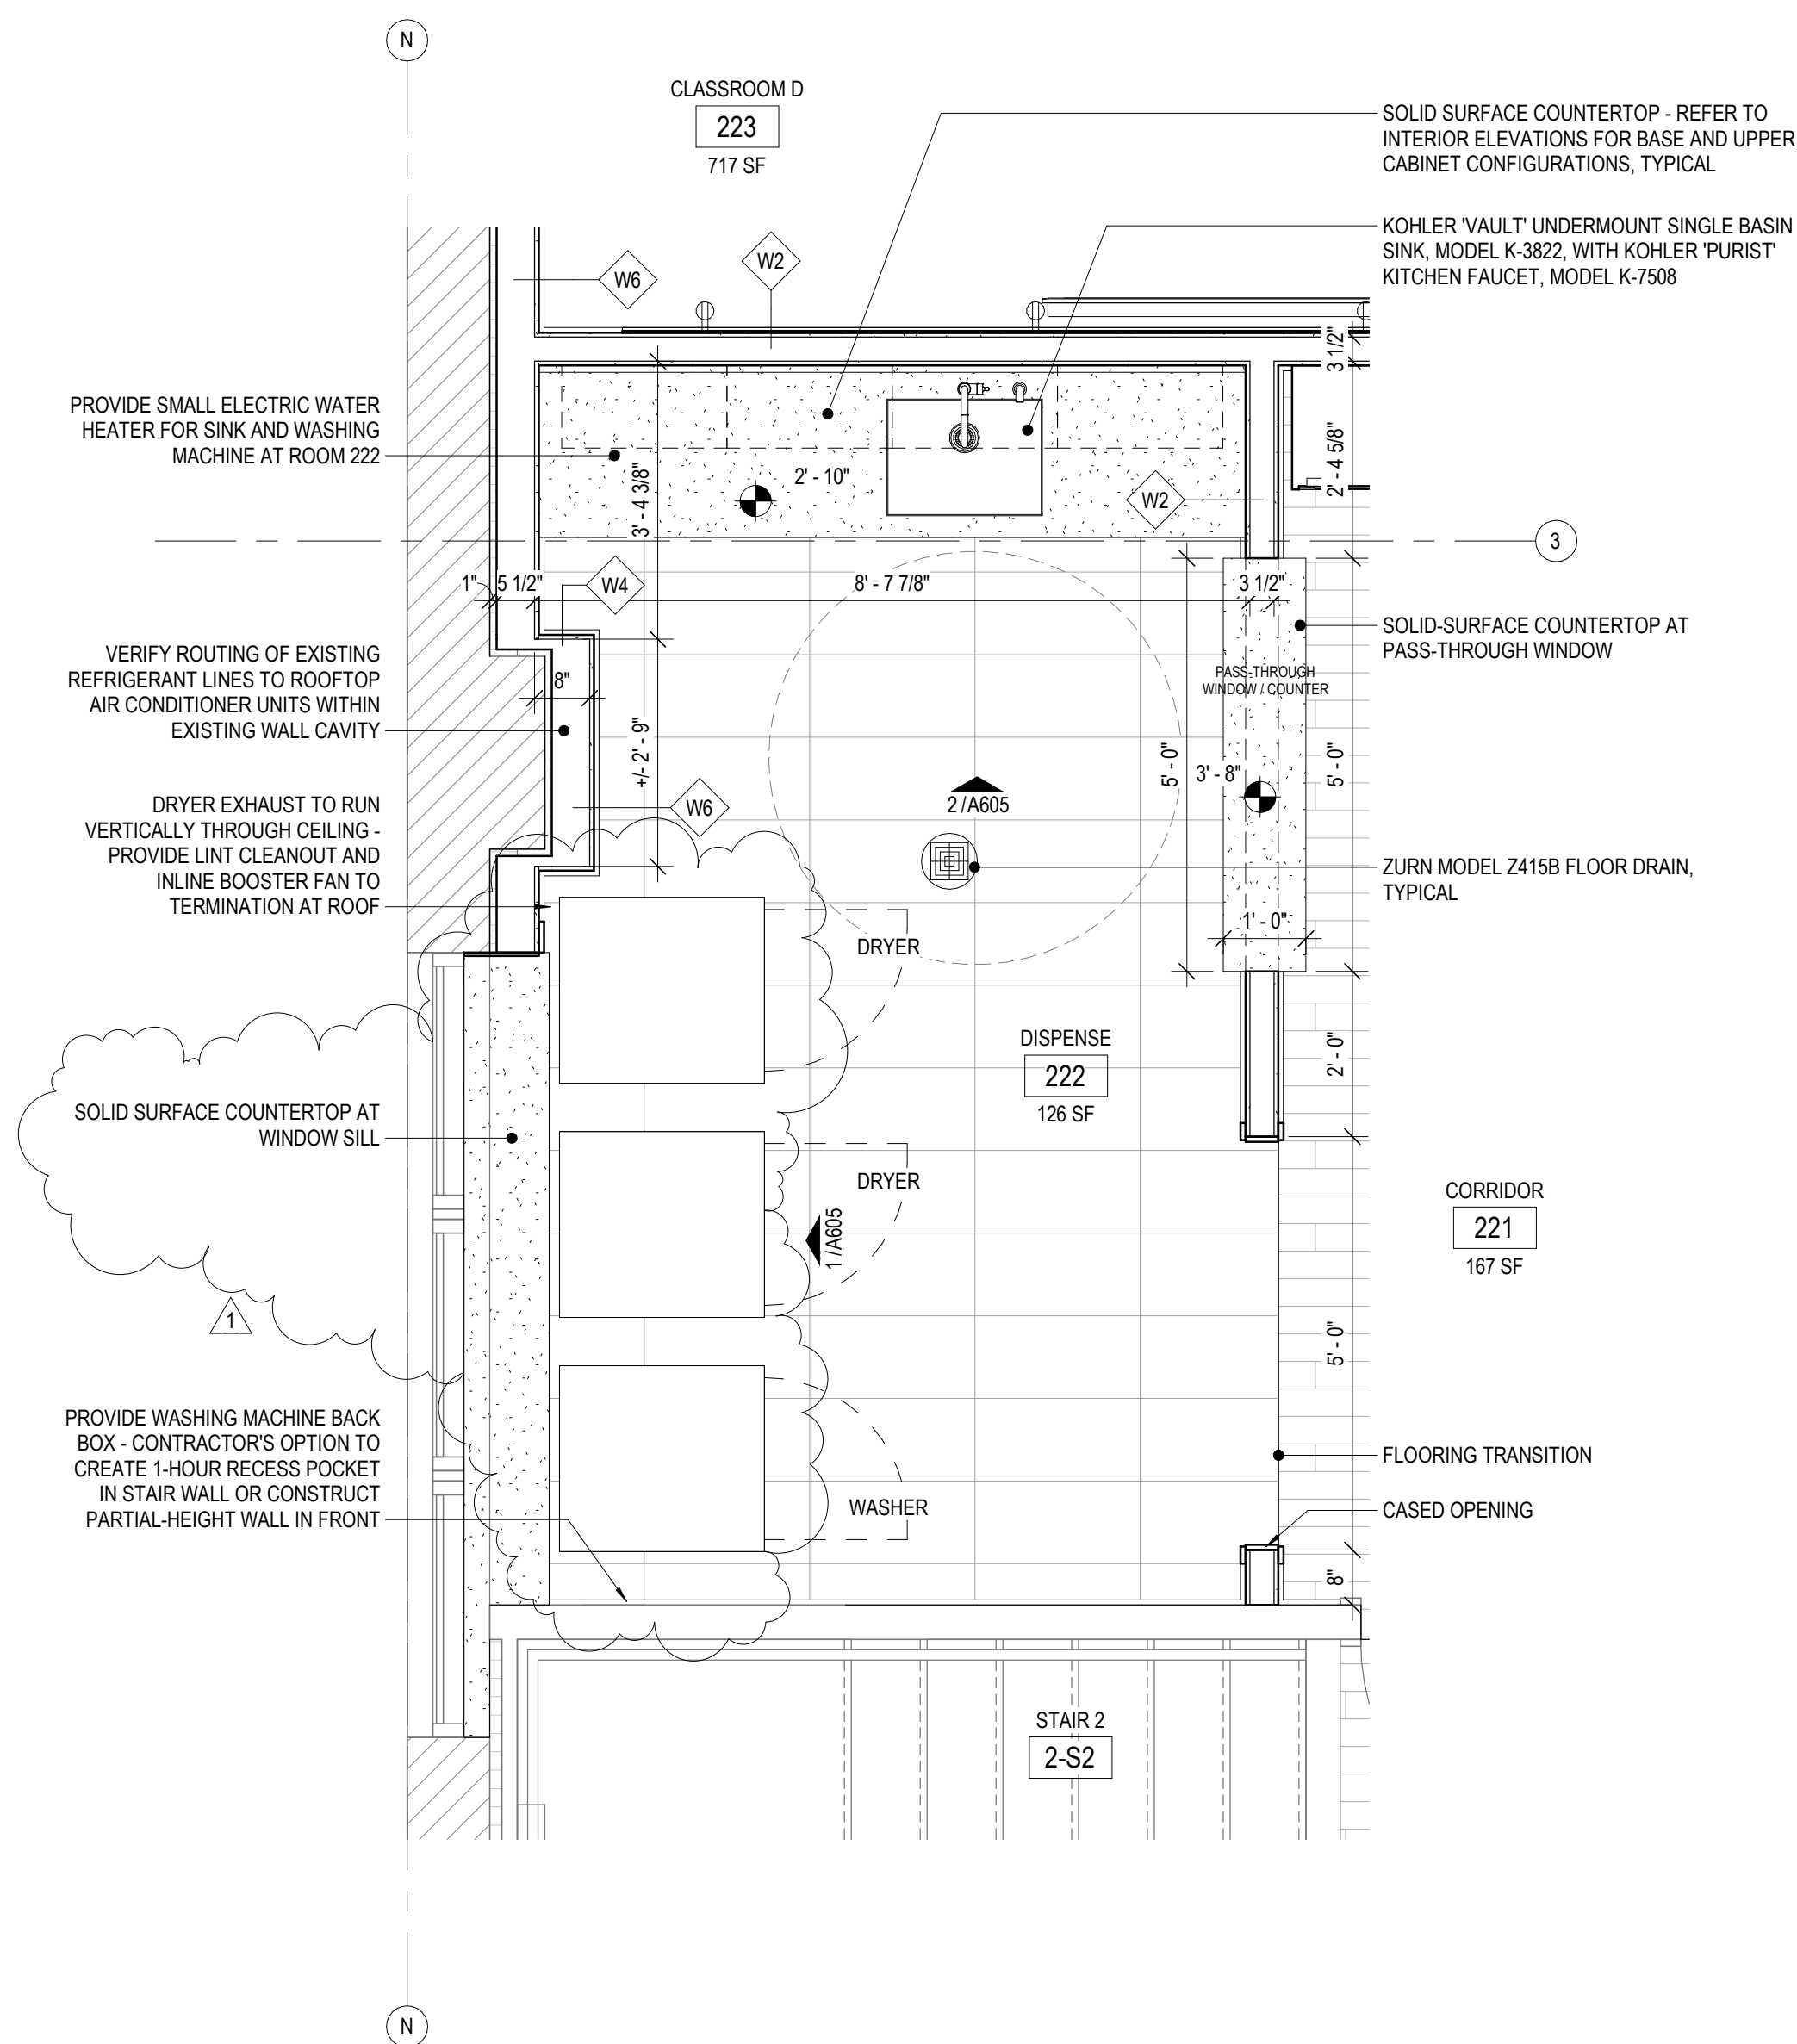 N
CLASSROOM D
223
717 SF
SOLID SURFACE COUNTERTOP - REFER TO
INTERIOR ELEVATIONS FOR BASE AND UPPER
CABINET CONFIGURATIONS, TYPICAL
KOHLER 'VAULT' UNDERMOUNT SINGLE BASIN
SINK, MODEL K-3822, WITH KOHLER 'PURIST'
KITCHEN FAUCET, MODEL K-7508
W6
W2
3 1/2"
PROVIDE SMALL ELECTRIC WATER
HEATER FOR SINK AND WASHING
MACHINE AT ROOM 222
3' - 4 3/8"
2' - 10"
W2
2' - 4 5/8"
3
1"
5 1/2"
W4
8' - 7 7/8"
3 1/2"
SOLID-SURFACE COUNTERTOP AT
PASS-THROUGH WINDOW
VERIFY ROUTING OF EXISTING
REFRIGERANT LINES TO ROOFTOP
AIR CONDITIONER UNITS WITHIN
EXISTING WALL CAVITY
8"
+/- 2' - 9"
PASS-THROUGH
WINDOW / COUNTER
5' - 0"
3' - 8"
5' - 0"
DRYER EXHAUST TO RUN
VERTICALLY THROUGH CEILING -
PROVIDE LINT CLEANOUT AND
INLINE BOOSTER FAN TO
TERMINATION AT ROOF
W6
2 /A605
ZURN MODEL Z415B FLOOR DRAIN,
TYPICAL
1' - 0"
DRYER
DISPENSE
222
126 SF
2' - 0"
SOLID SURFACE COUNTERTOP AT
WINDOW SILL
DRYER
1 /A605
CORRIDOR
221
167 SF
1
5' - 0"
PROVIDE WASHING MACHINE BACK
BOX - CONTRACTOR'S OPTION TO
CREATE 1-HOUR RECESS POCKET
IN STAIR WALL OR CONSTRUCT
PARTIAL-HEIGHT WALL IN FRONT
WASHER
FLOORING TRANSITION
CASED OPENING
8"
STAIR 2
2-S2
N